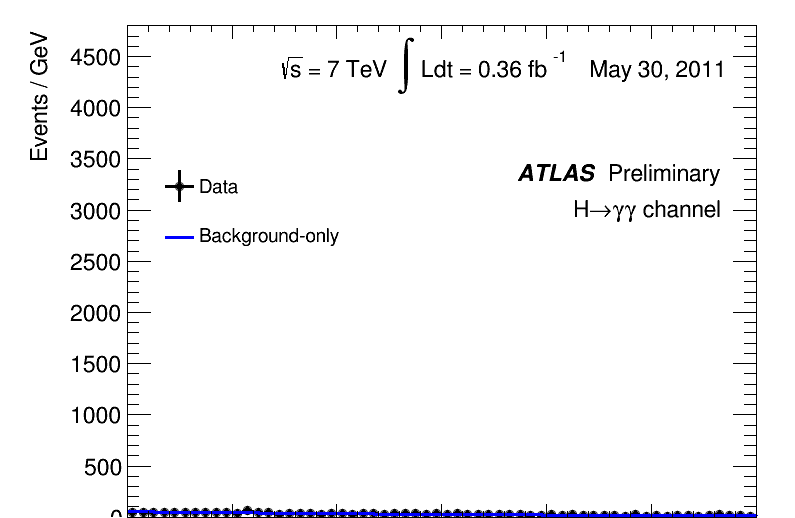 Events / GeV
4500
4000
3500
3000
2500
2000
1500
1000
500
0
√s = 7 TeV ∫ Ldt = 0.36 fb⁻¹ May 30, 2011
ATLAS Preliminary
H→γγ channel
Data
Background-only